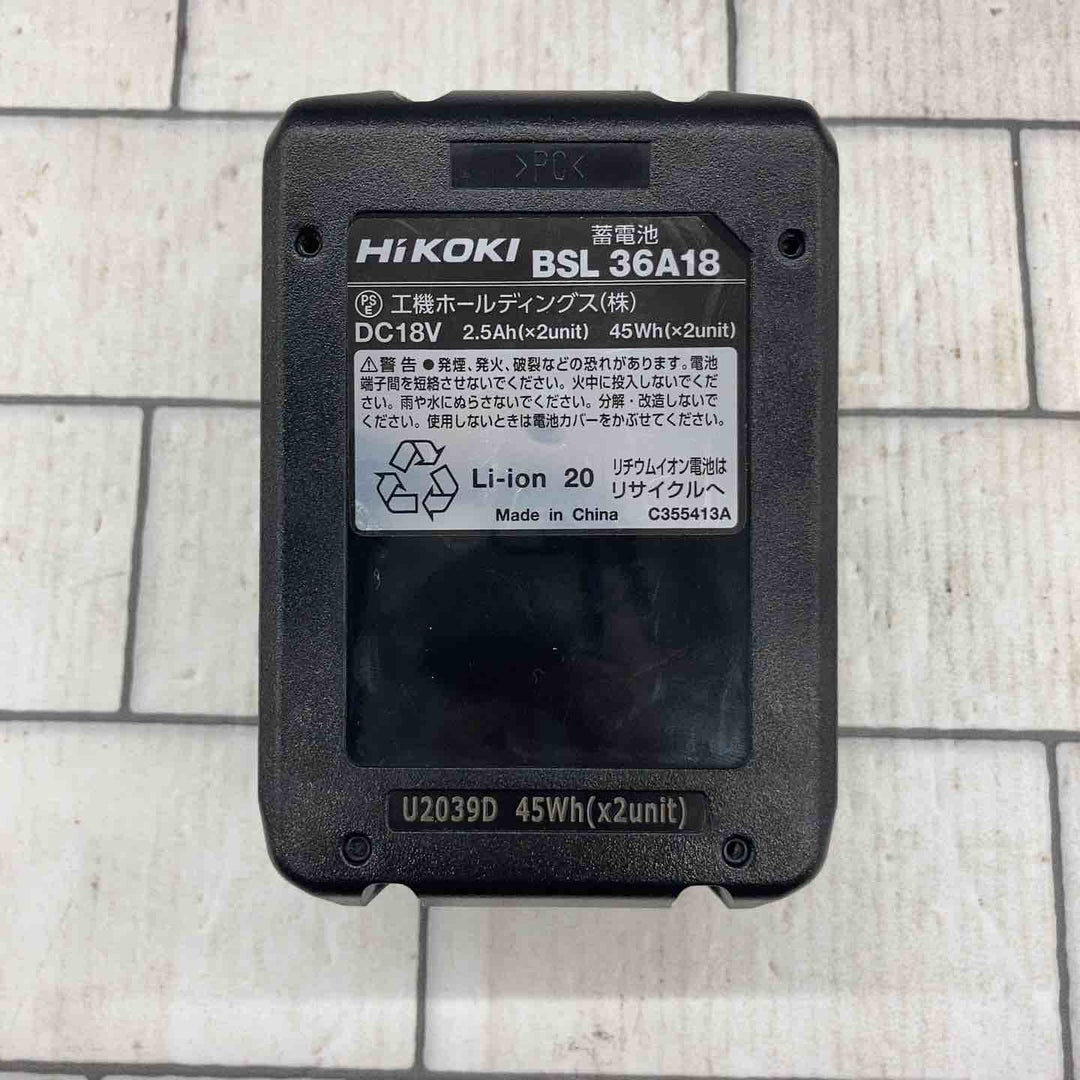 >PC<
HiKOKI 蓄電池
BSL 36A18
PSE 工機ホールディングス(株)
DC18V 2.5Ah(×2unit) 45Wh(×2unit)
⚠警告 ●発煙、発火、破裂などの恐れがあります。電池
端子間を短絡させないでください。火中に投入しないでくだ
さい。雨や水にぬらさないでください。分解・改造しないで
ください。使用しないときは電池カバーをかぶせてください。
Li-ion 20 リチウムイオン電池は
リサイクルへ
Made in China C355413A
U2039D 45Wh(x2unit)